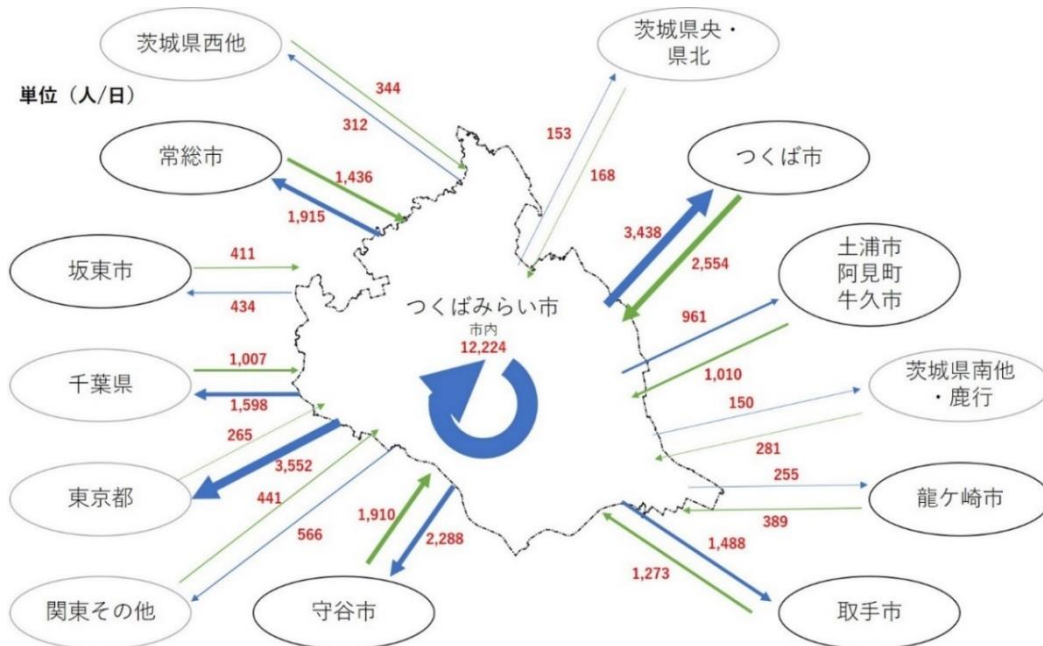 茨城県西他
茨城県央・
県北
単位（人/日）
344
312
153
168
常総市
1,436
1,915
つくば市
3,438
2,554
坂東市
411
434
土浦市
阿見町
牛久市
961
1,010
つくばみらい市
市内
12,224
千葉県
1,007
1,598
茨城県南他
・鹿行
150
281
東京都
265
3,552
龍ケ崎市
255
389
441
566
1,910
2,288
1,488
1,273
関東その他
守谷市
取手市